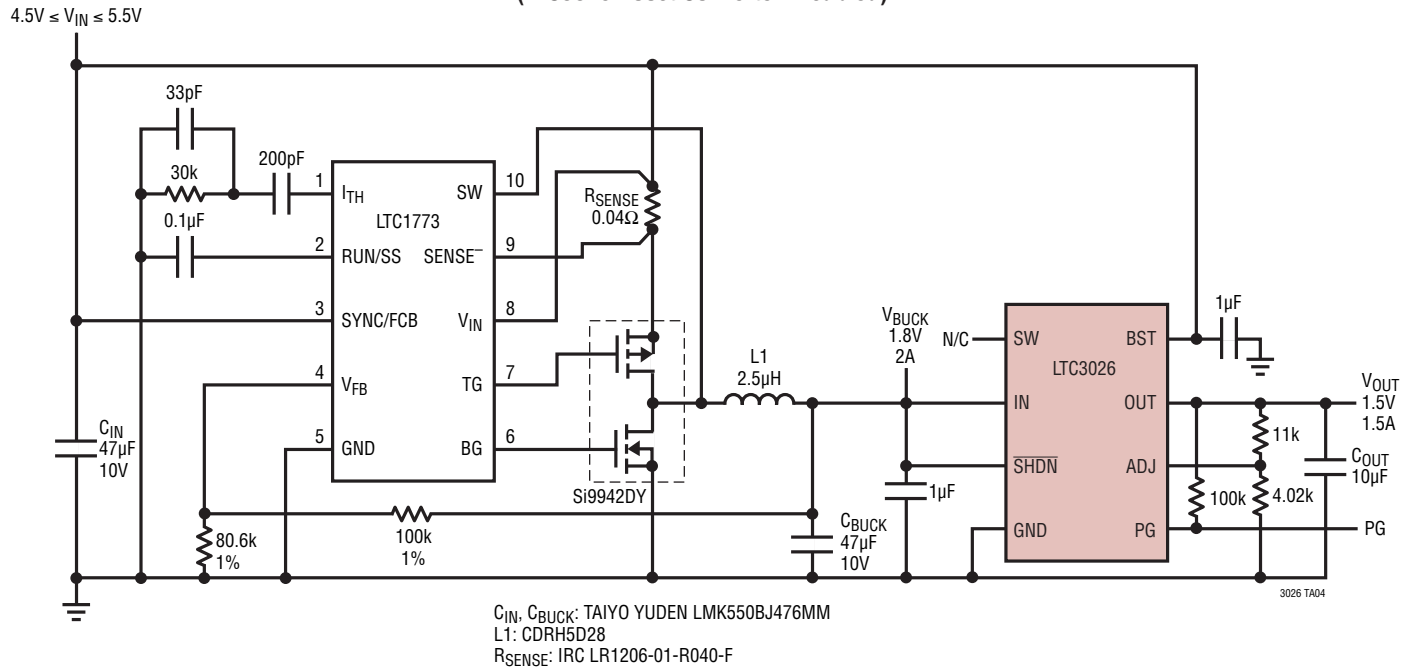 4.5V ≤ VIN ≤ 5.5V
33pF
30k
200pF
0.1µF
1
ITH
2
RUN/SS
3
SYNC/FCB
4
VFB
5
GND
LTC1773
SW
10
SENSE–
9
VIN
8
TG
7
BG
6
RSENSE
0.04Ω
Si9942DY
CIN
47µF
10V
80.6k
1%
100k
1%
L1
2.5µH
CBUCK
47µF
10V
VBUCK
1.8V
2A
1µF
N/C
SW
BST
LTC3026
IN
OUT
SHDN
ADJ
GND
PG
1µF
VOUT
1.5V
1.5A
11k
100k
4.02k
COUT
10µF
PG
3026 TA04
CIN, CBUCK: TAIYO YUDEN LMK550BJ476MM
L1: CDRH5D28
RSENSE: IRC LR1206-01-R040-F